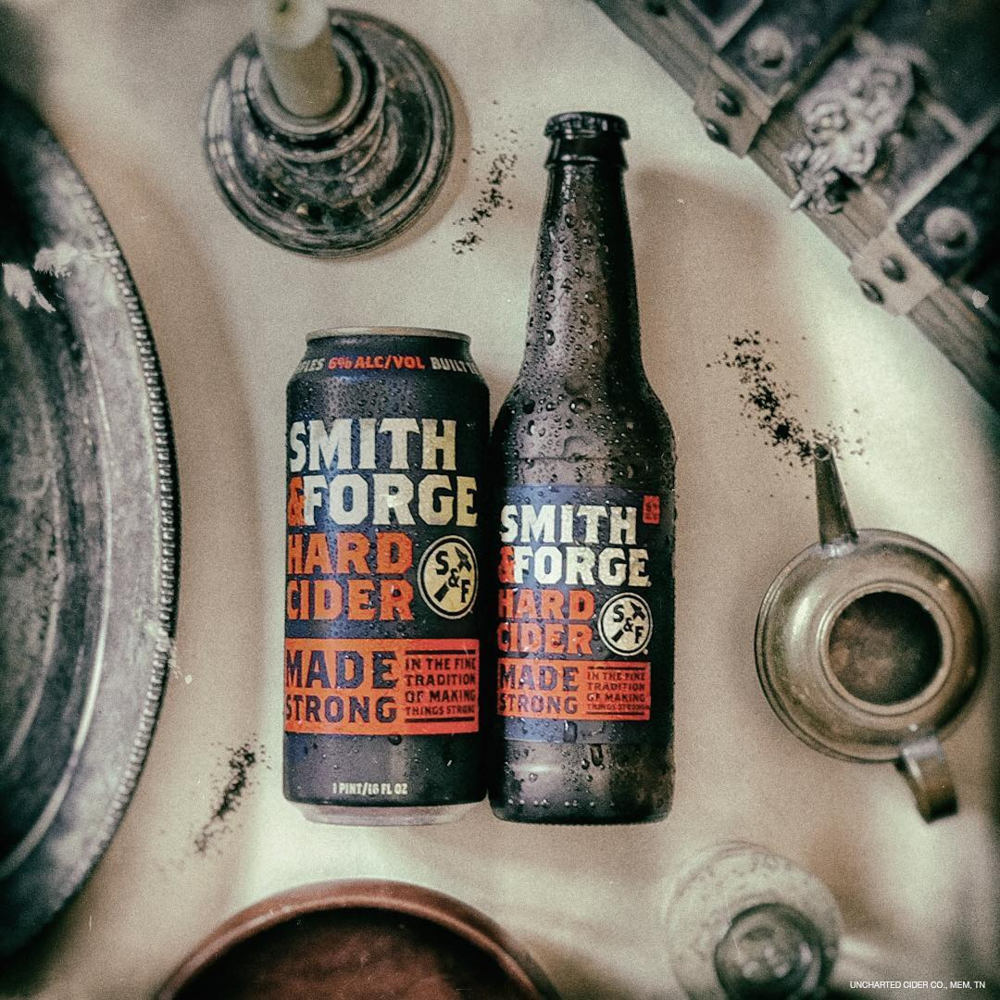 6% ALC/VOL BUILT
SMITH
&FORGE
HARD
CIDER
S&F
MADE
STRONG
IN THE FINE
TRADITION
OF MAKING
THINGS STRONG
1 PINT/16 FL OZ
SMITH
&FORGE
HARD
CIDER
S&F
MADE
STRONG
IN THE FINE
TRADITION
OF MAKING
THINGS STRONG
UNCHARTED CIDER CO., MEM, TN